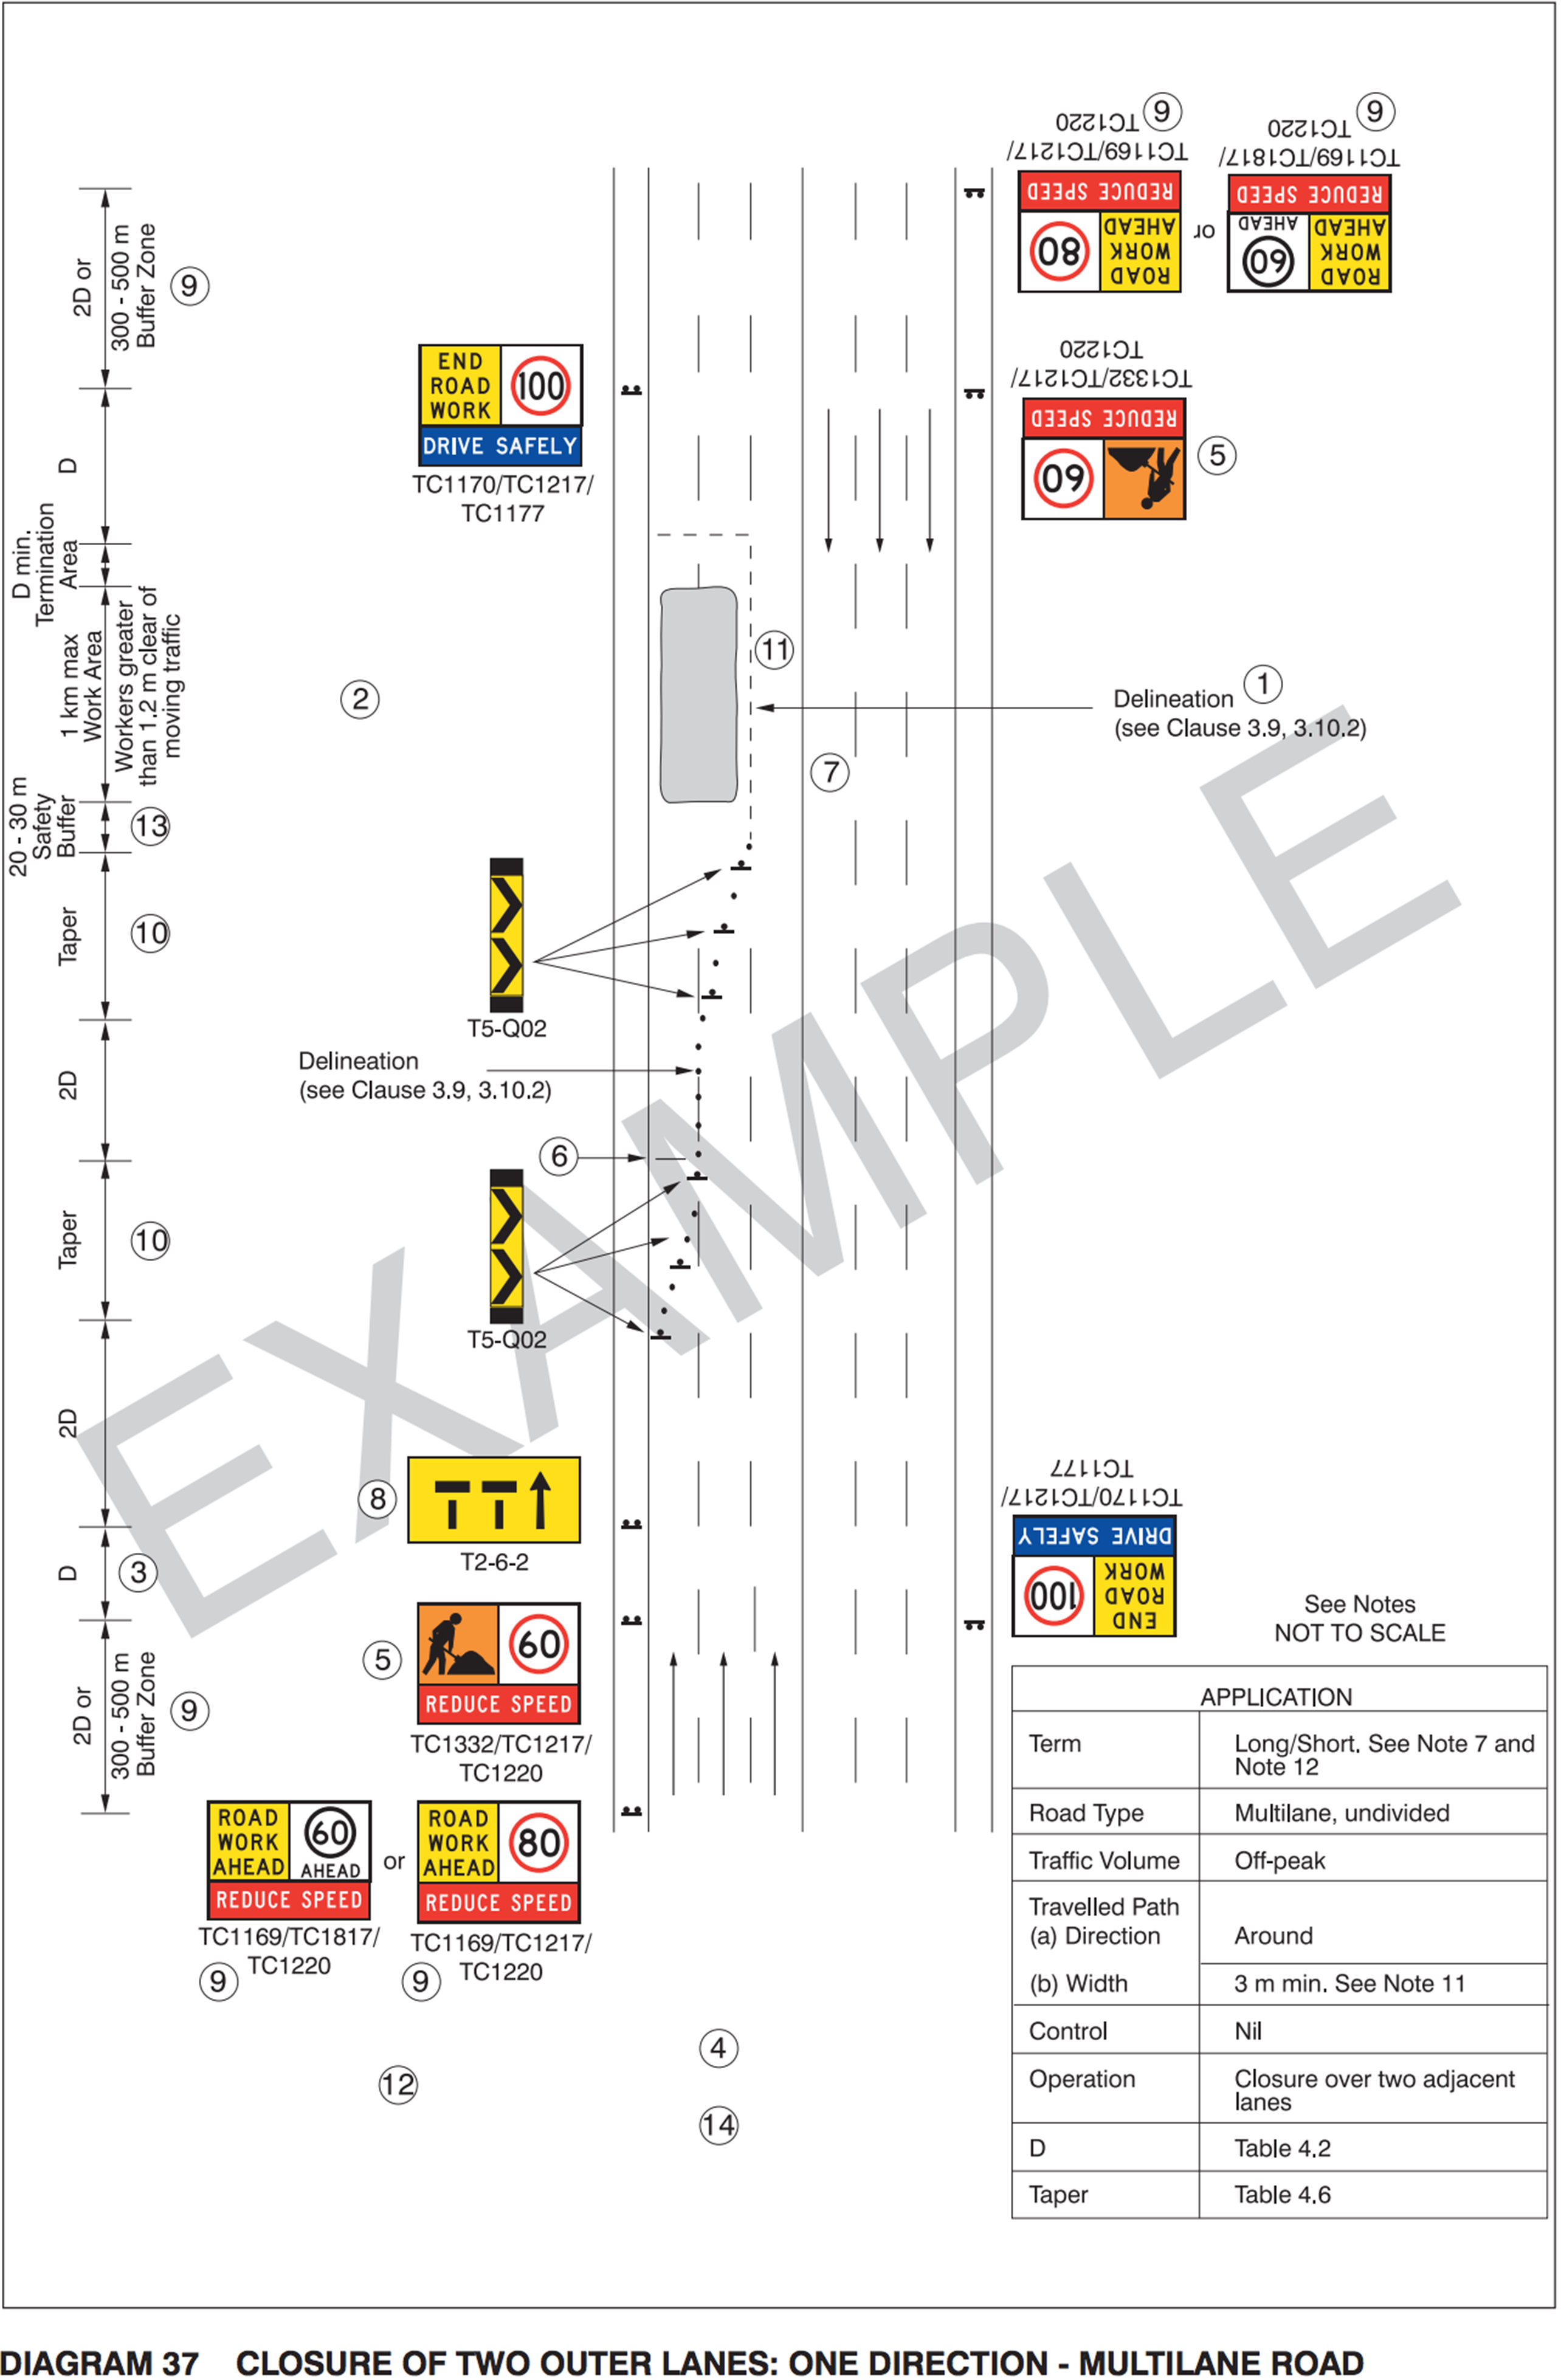 TC1169/TC1217/
TC1220
9
REDUCE SPEED
ROAD
WORK
AHEAD
80
or
TC1169/TC1817/
TC1220
9
REDUCE SPEED
ROAD
WORK
AHEAD
60
AHEAD
2D or
300 - 500 m
Buffer Zone
9
END
ROAD
WORK
100
DRIVE SAFELY
TC1170/TC1217/
TC1177
TC1332/TC1217/
TC1220
REDUCE SPEED
60
5
D
D min.
Termination
Area
1 km max
Work Area
Workers greater
than 1.2 m clear of
moving traffic
2
11
Delineation
(see Clause 3.9, 3.10.2)
1
7
20 - 30 m
Safety
Buffer
13
Taper
10
T5-Q02
2D
Delineation
(see Clause 3.9, 3.10.2)
6
Taper
10
T5-Q02
EXAMPLE
2D
8
T2-6-2
D
3
TC1170/TC1217/
TC1177
DRIVE SAFELY
END
ROAD
WORK
100
5
60
REDUCE SPEED
TC1332/TC1217/
TC1220
2D or
300 - 500 m
Buffer Zone
9
ROAD
WORK
AHEAD
60
AHEAD
REDUCE SPEED
TC1169/TC1817/
TC1220
9
or
ROAD
WORK
AHEAD
80
REDUCE SPEED
TC1169/TC1217/
TC1220
9
4
12
14
See Notes
NOT TO SCALE
APPLICATION
Term Long/Short. See Note 7 and
Note 12
Road Type Multilane, undivided
Traffic Volume Off-peak
Travelled Path
(a) Direction Around
(b) Width 3 m min. See Note 11
Control Nil
Operation Closure over two adjacent
lanes
D Table 4.2
Taper Table 4.6
DIAGRAM 37 CLOSURE OF TWO OUTER LANES: ONE DIRECTION - MULTILANE ROAD